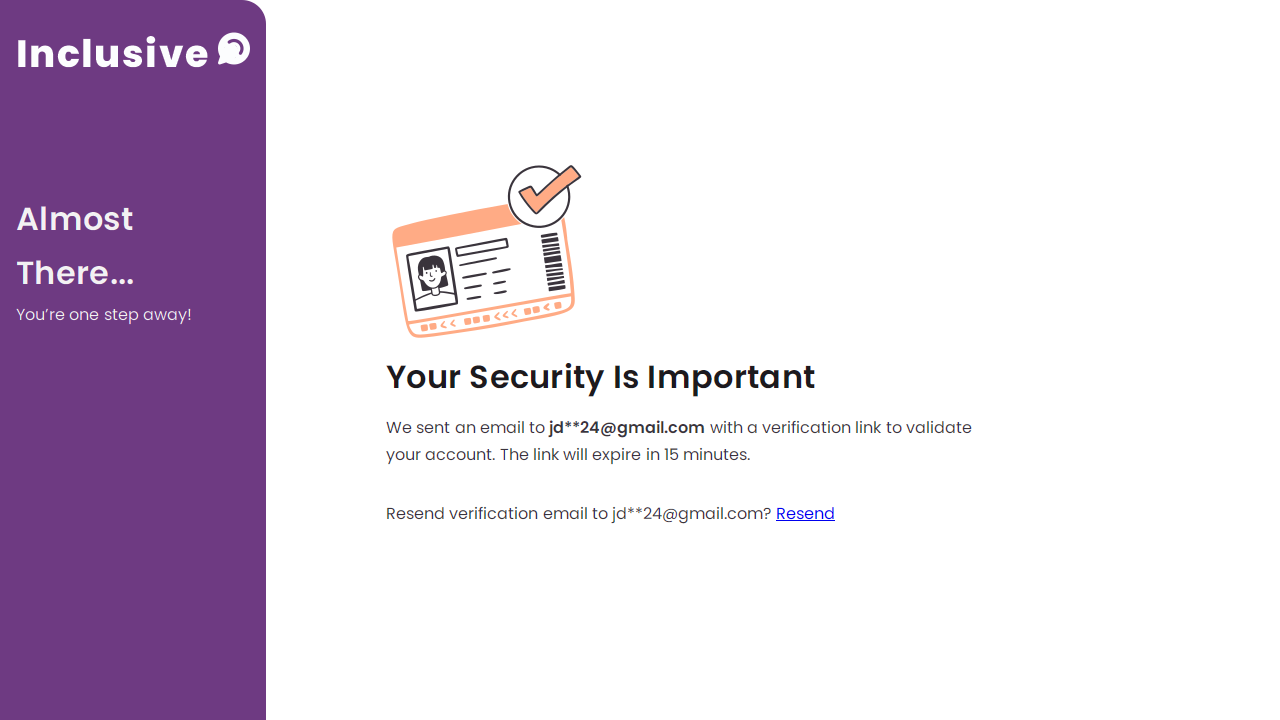 Inclusive
Almost
There...
You’re one step away!
Your Security Is Important
We sent an email to jd**24@gmail.com with a verification link to validate
your account. The link will expire in 15 minutes.
Resend verification email to jd**24@gmail.com? Resend